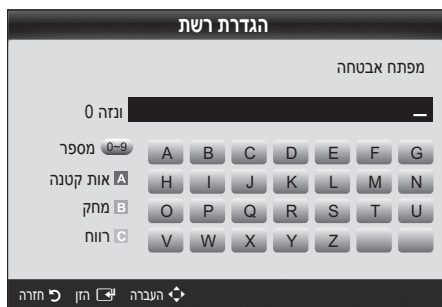 הגדרת רשת
מפתח אבטחה
ונזה 0
0~9 מספר
A B C D E F G
A אות קטנה
H I J K L M N
B מחק
O P Q R S T U
C רווח
V W X Y Z
העברה הזן חזרה